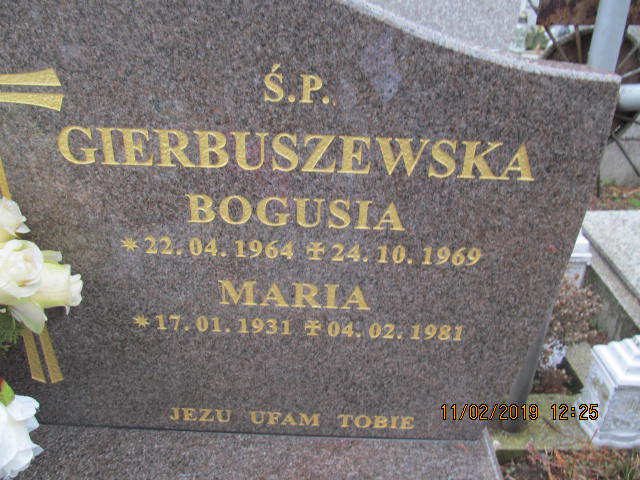 Ś.P.
GIERBUSZEWSKA
BOGUSIA
*22.04.1964 ✢24.10.1969
MARIA
*17.01.1931 ✢04.02.1981
JEZU UFAM TOBIE
11/02/2019 12:25